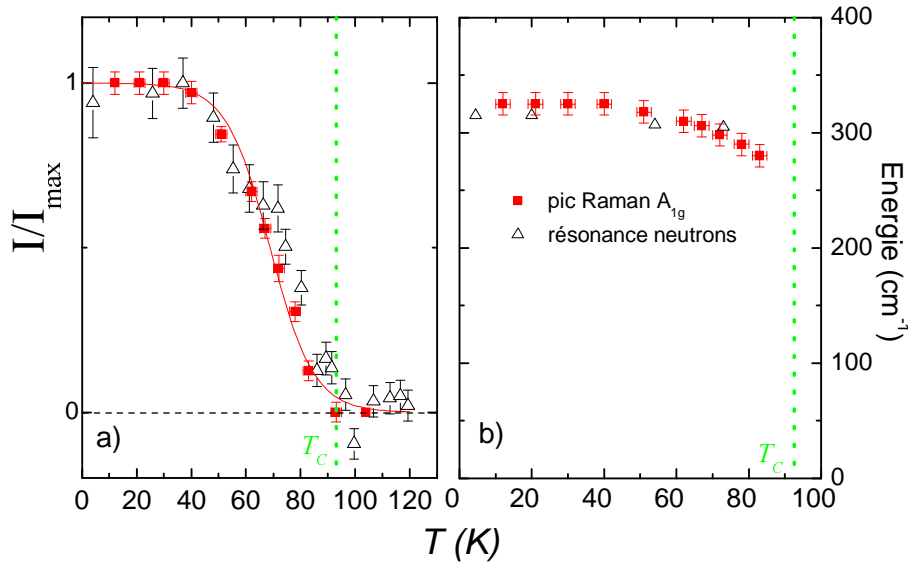 I/I_max
1
0
a)
T_C
0 20 40 60 80 100 120
b)
T_C
0 20 40 60 80 100
400
300
200
100
0
Energie (cm⁻¹)
pic Raman A_1g
résonance neutrons
T (K)